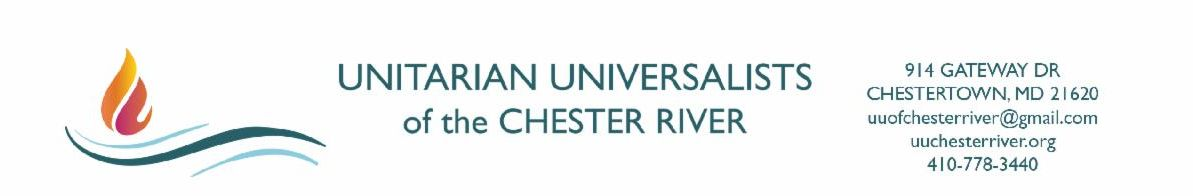 UNITARIAN UNIVERSALISTS
of the CHESTER RIVER
914 GATEWAY DR
CHESTERTOWN, MD 21620
uuofchesterriver@gmail.com
uuchesterriver.org
410-778-3440